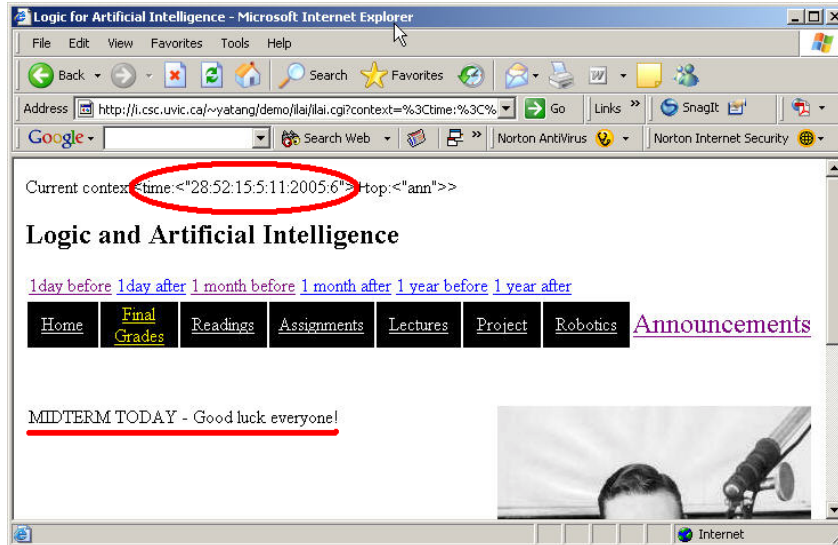 Logic for Artificial Intelligence - Microsoft Internet Explorer
File Edit View Favorites Tools Help
Back Search Favorites
Address http://i.csc.uvic.ca/~yatang/demo/ilai/ilai.cgi?context=%3Ctime:%3C% Go Links » SnagIt
Google Search Web » Norton AntiVirus Norton Internet Security
Current context <time:<"28:52:15:5:11:2005:6">+top:<"ann">>
Logic and Artificial Intelligence
1day before 1day after 1 month before 1 month after 1 year before 1 year after
Home Final Grades Readings Assignments Lectures Project Robotics Announcements
MIDTERM TODAY - Good luck everyone!
Internet